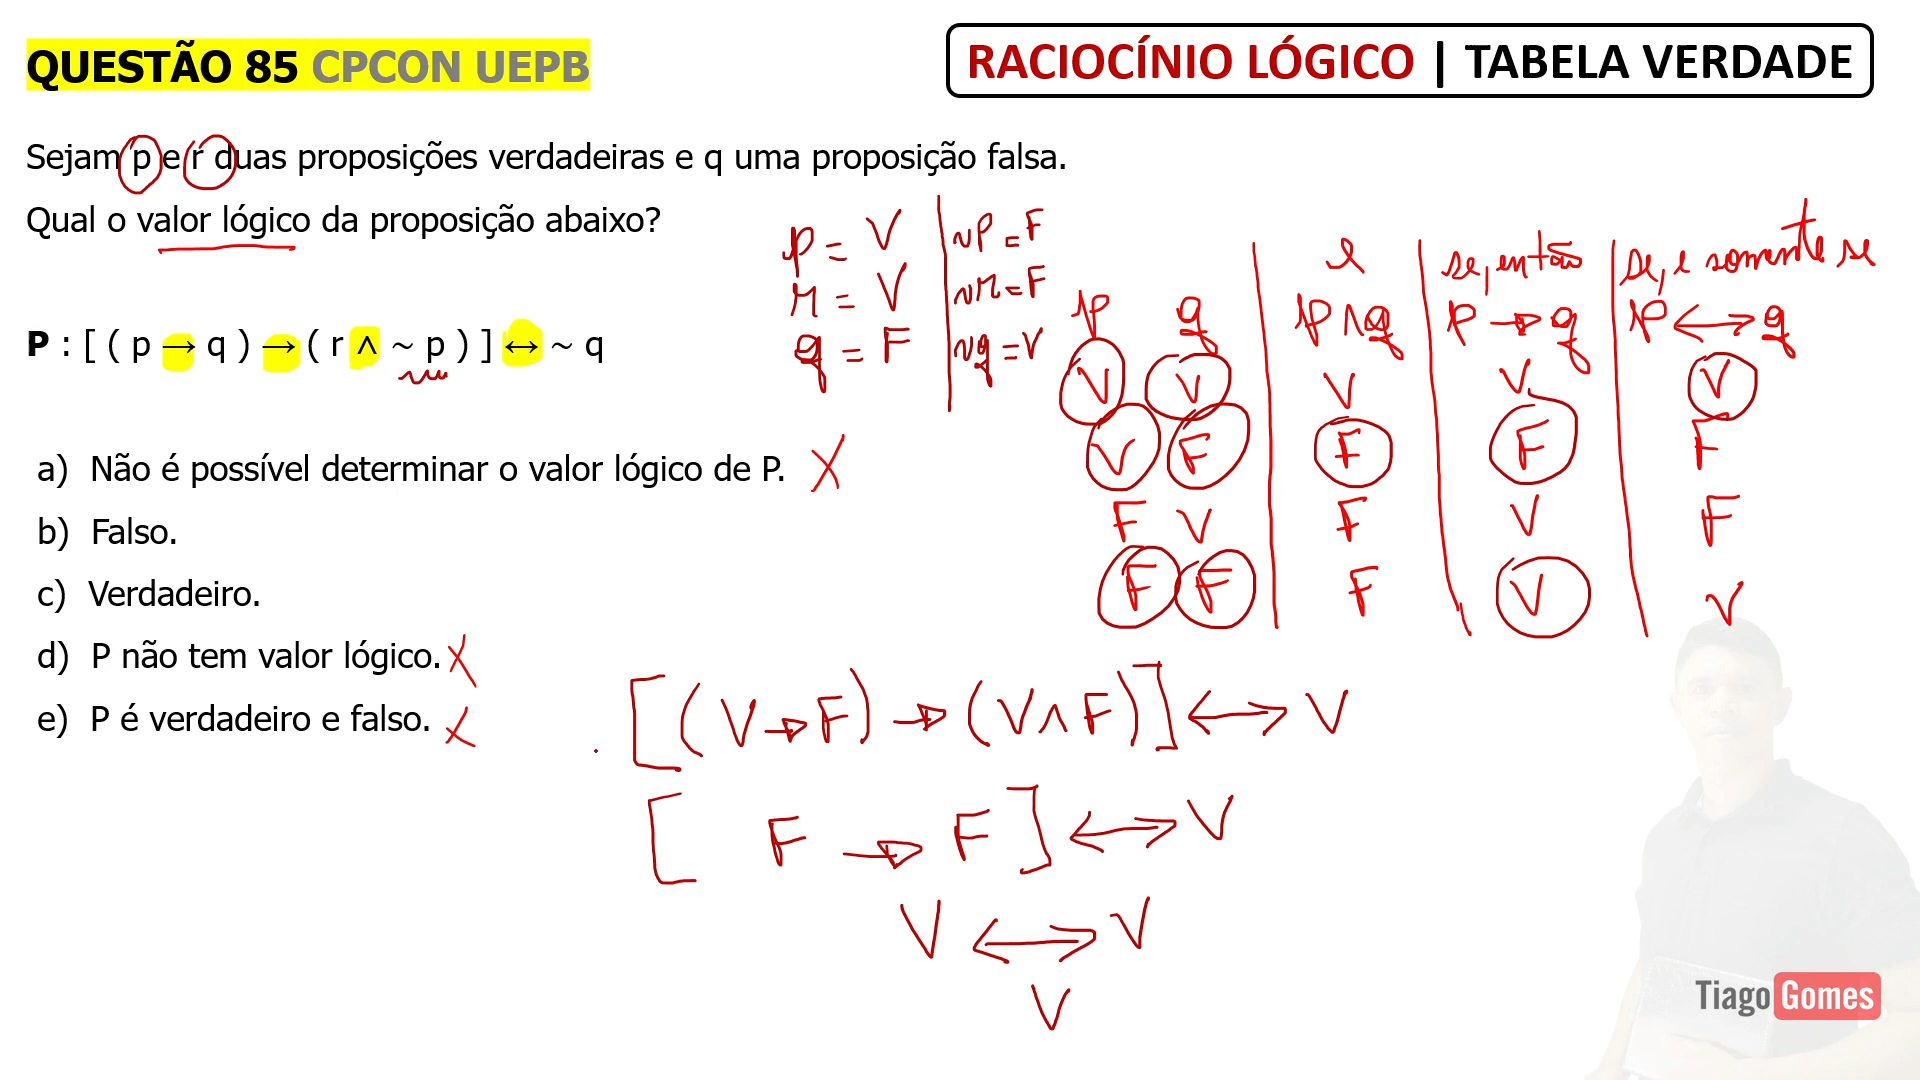 QUESTÃO 85 CPCON UEPB
RACIOCÍNIO LÓGICO | TABELA VERDADE
Sejam p e r duas proposições verdadeiras e q uma proposição falsa.
Qual o valor lógico da proposição abaixo?
P : [ ( p → q ) → ( r ∧ ~ p ) ] ↔ ~ q
a) Não é possível determinar o valor lógico de P. X
b) Falso.
c) Verdadeiro.
d) P não tem valor lógico. X
e) P é verdadeiro e falso. X
p = V | ~p = F
r = V | ~r = F
q = F | ~q = V
e | se, então | se, e somente se
p q | p ∧ q | p → q | p ↔ q
V V | V | V | V
V F | F | F | F
F V | F | V | F
F F | F | V | V
[ ( V → F ) → ( V ∧ F ) ] ↔ V
[ F → F ] ↔ V
V ↔ V
V
Tiago Gomes